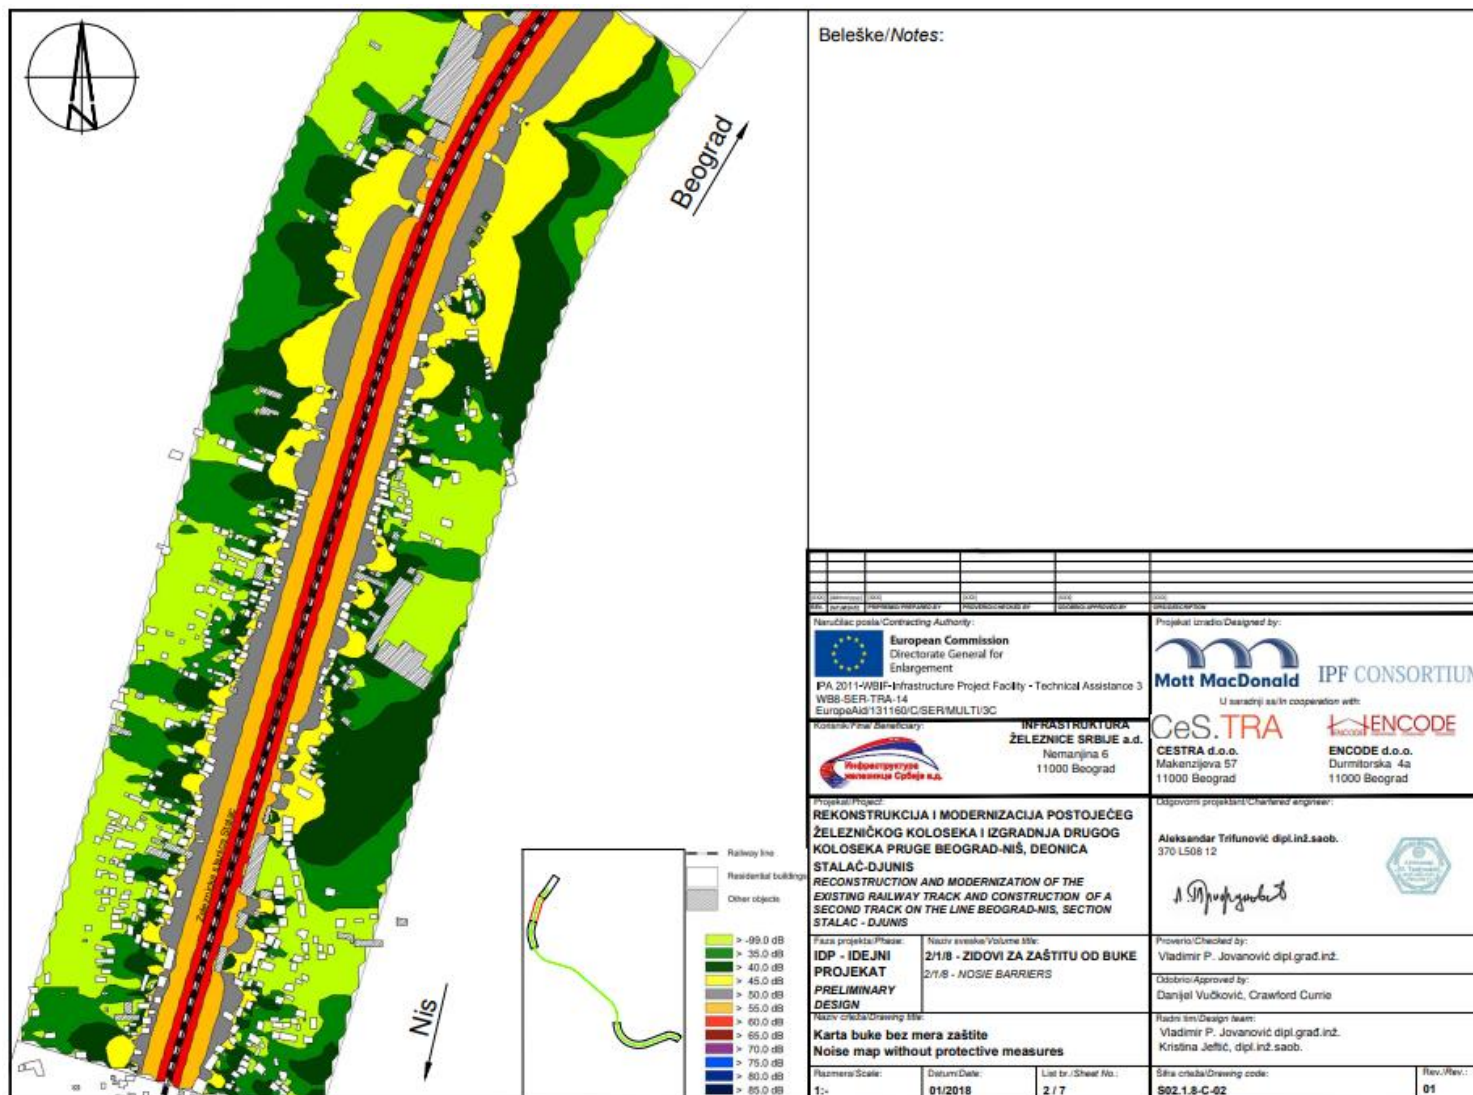 N
Beograd
Železnička stanica Stalać
Nis
Railway line
Residential buildings
Other objects
> -99.0 dB
> 35.0 dB
> 40.0 dB
> 45.0 dB
> 50.0 dB
> 55.0 dB
> 60.0 dB
> 65.0 dB
> 70.0 dB
> 75.0 dB
> 80.0 dB
> 85.0 dB
Beleške/Notes:
Naručilac posla/Contracting Authority:
European Commission
Directorate General for
Enlargement
IPA 2011-WBIF-Infrastructure Project Facility - Technical Assistance 3
WB8-SER-TRA-14
EuropeAid/131160/C/SER/MULTI/3C
Projekat izradio/Designed by:
Mott MacDonald
IPF CONSORTIUM
U saradnji sa/In cooperation with:
CeS.TRA
ENCODE
CESTRA d.o.o.
Makenzijeva 57
11000 Beograd
ENCODE d.o.o.
Durmitorska 4a
11000 Beograd
Korisnik/Final Beneficiary:
Инфраструктура
железнице Србије а.д.
INFRASTRUKTURA
ŽELEZNICE SRBIJE a.d.
Nemanjina 6
11000 Beograd
Projekat/Project:
REKONSTRUKCIJA I MODERNIZACIJA POSTOJEĆEG
ŽELEZNIČKOG KOLOSEKA I IZGRADNJA DRUGOG
KOLOSEKA PRUGE BEOGRAD-NIŠ, DEONICA
STALAĆ-DJUNIS
RECONSTRUCTION AND MODERNIZATION OF THE
EXISTING RAILWAY TRACK AND CONSTRUCTION OF A
SECOND TRACK ON THE LINE BEOGRAD-NIS, SECTION
STALAC - DJUNIS
Odgovorni projektant/Chartered engineer:
Aleksandar Trifunović dipl.inž.saob.
370 L508 12
Faza projekta/Phase:
IDP - IDEJNI
PROJEKAT
PRELIMINARY
DESIGN
Naziv sveske/Volume title:
2/1/8 - ZIDOVI ZA ZAŠTITU OD BUKE
2/1/8 - NOSIE BARRIERS
Proverio/Checked by:
Vladimir P. Jovanović dipl.građ.inž.
Odobrio/Approved by:
Danijel Vučković, Crawford Currie
Naziv crteža/Drawing title:
Karta buke bez mera zaštite
Noise map without protective measures
Radni tim/Design team:
Vladimir P. Jovanović dipl.građ.inž.
Kristina Jeftić, dipl.inž.saob.
Razmera/Scale:
1:-
Datum/Date:
01/2018
List br./Sheet No.:
2 / 7
Šifra crteža/Drawing code:
S02.1.8-C-02
Rev./Rev.:
01